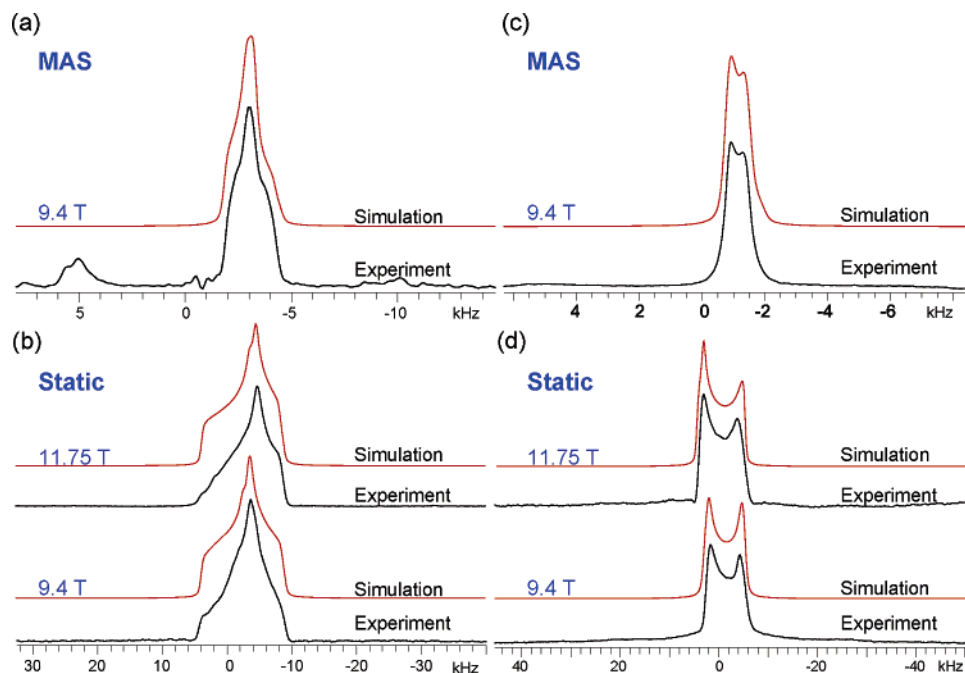 (a)
MAS
9.4 T
Simulation
Experiment
5 0 -5 -10 kHz
(b)
Static
11.75 T
Simulation
Experiment
9.4 T
Simulation
Experiment
30 20 10 0 -10 -20 -30 kHz
(c)
MAS
9.4 T
Simulation
Experiment
4 2 0 -2 -4 -6 kHz
(d)
Static
11.75 T
Simulation
Experiment
9.4 T
Simulation
Experiment
40 20 0 -20 -40 kHz